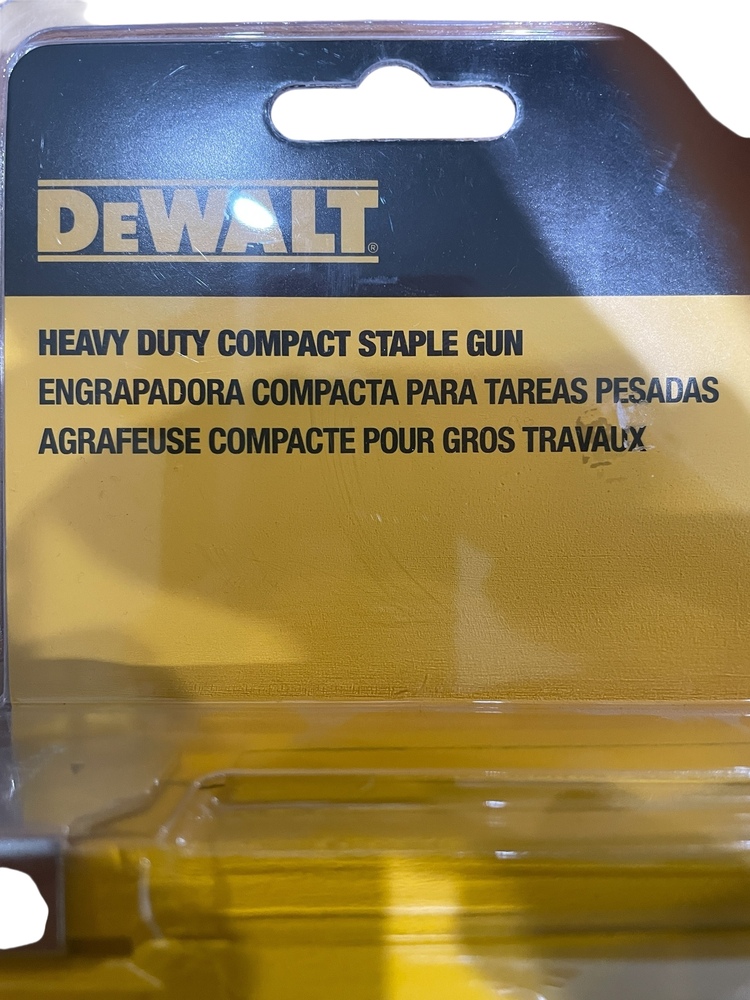 DEWALT®
HEAVY DUTY COMPACT STAPLE GUN
ENGRAPADORA COMPACTA PARA TAREAS PESADAS
AGRAFEUSE COMPACTE POUR GROS TRAVAUX